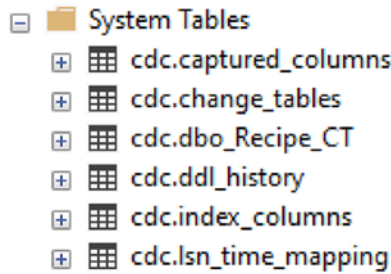 System Tables
cdc.captured_columns
cdc.change_tables
cdc.dbo_Recipe_CT
cdc.ddl_history
cdc.index_columns
cdc.lsn_time_mapping